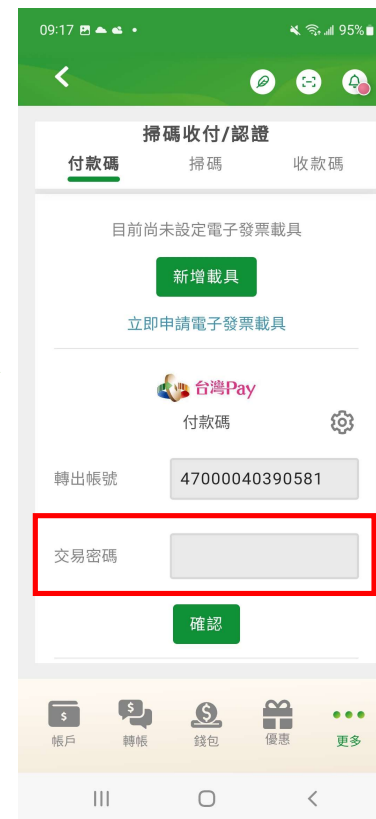 09:17
95%
掃碼收付/認證
付款碼 掃碼 收款碼
目前尚未設定電子發票載具
新增載具
立即申請電子發票載具
台灣Pay
付款碼
轉出帳號 47000040390581
交易密碼
確認
帳戶 轉帳 錢包 優惠 更多